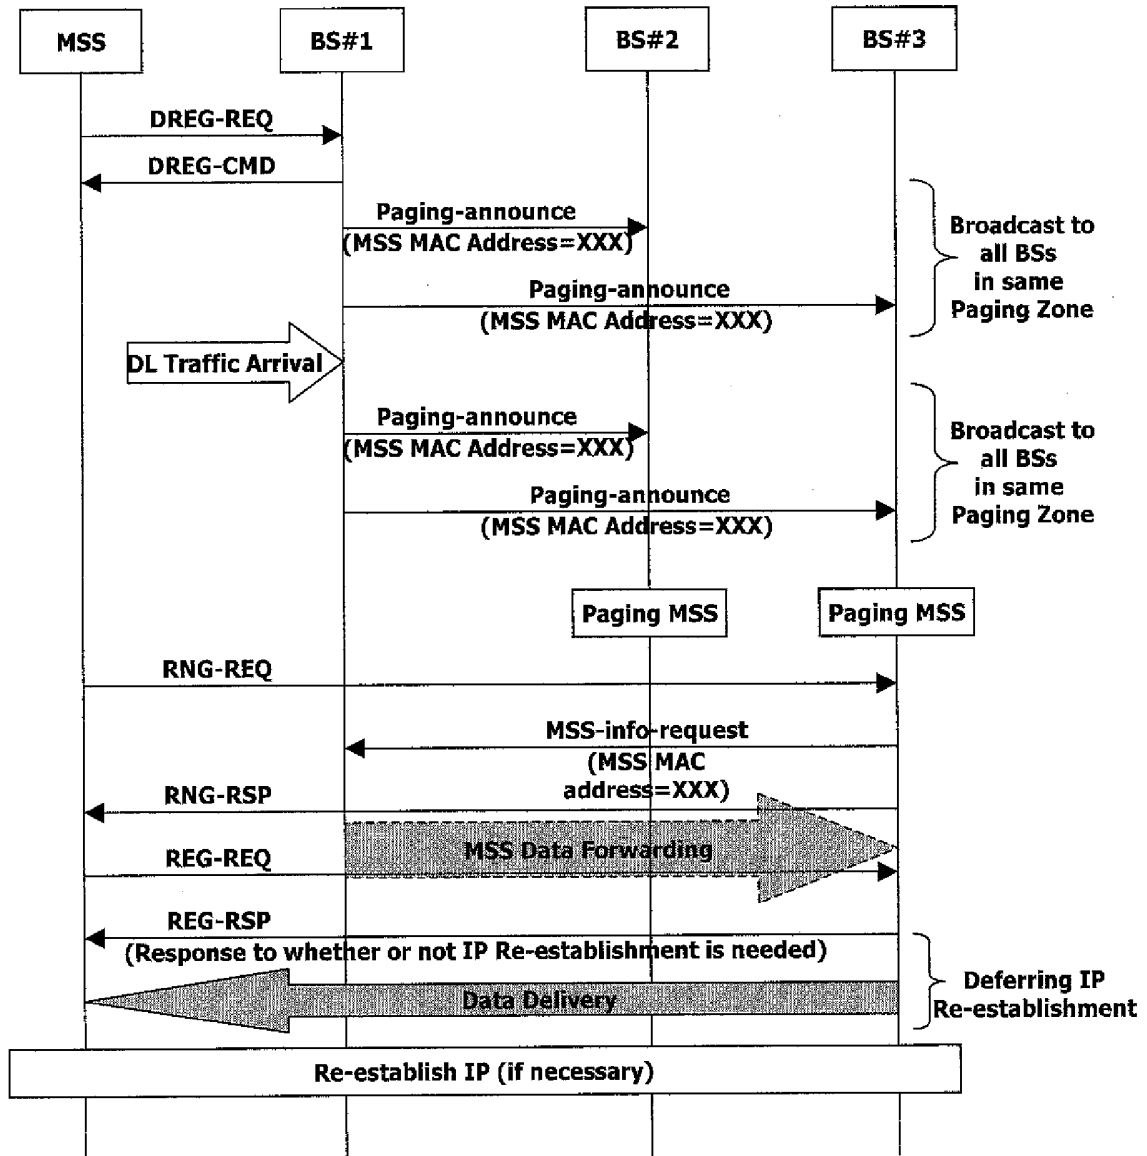 MSS
BS#1
BS#2
BS#3
DREG-REQ
DREG-CMD
Paging-announce
(MSS MAC Address=XXX)
Paging-announce
(MSS MAC Address=XXX)
Broadcast to
all BSs
in same
Paging Zone
DL Traffic Arrival
Paging-announce
(MSS MAC Address=XXX)
Paging-announce
(MSS MAC Address=XXX)
Broadcast to
all BSs
in same
Paging Zone
Paging MSS
Paging MSS
RNG-REQ
MSS-info-request
(MSS MAC
address=XXX)
RNG-RSP
MSS Data Forwarding
REG-REQ
REG-RSP
(Response to whether or not IP Re-establishment is needed)
Data Delivery
Deferring IP
Re-establishment
Re-establish IP (if necessary)